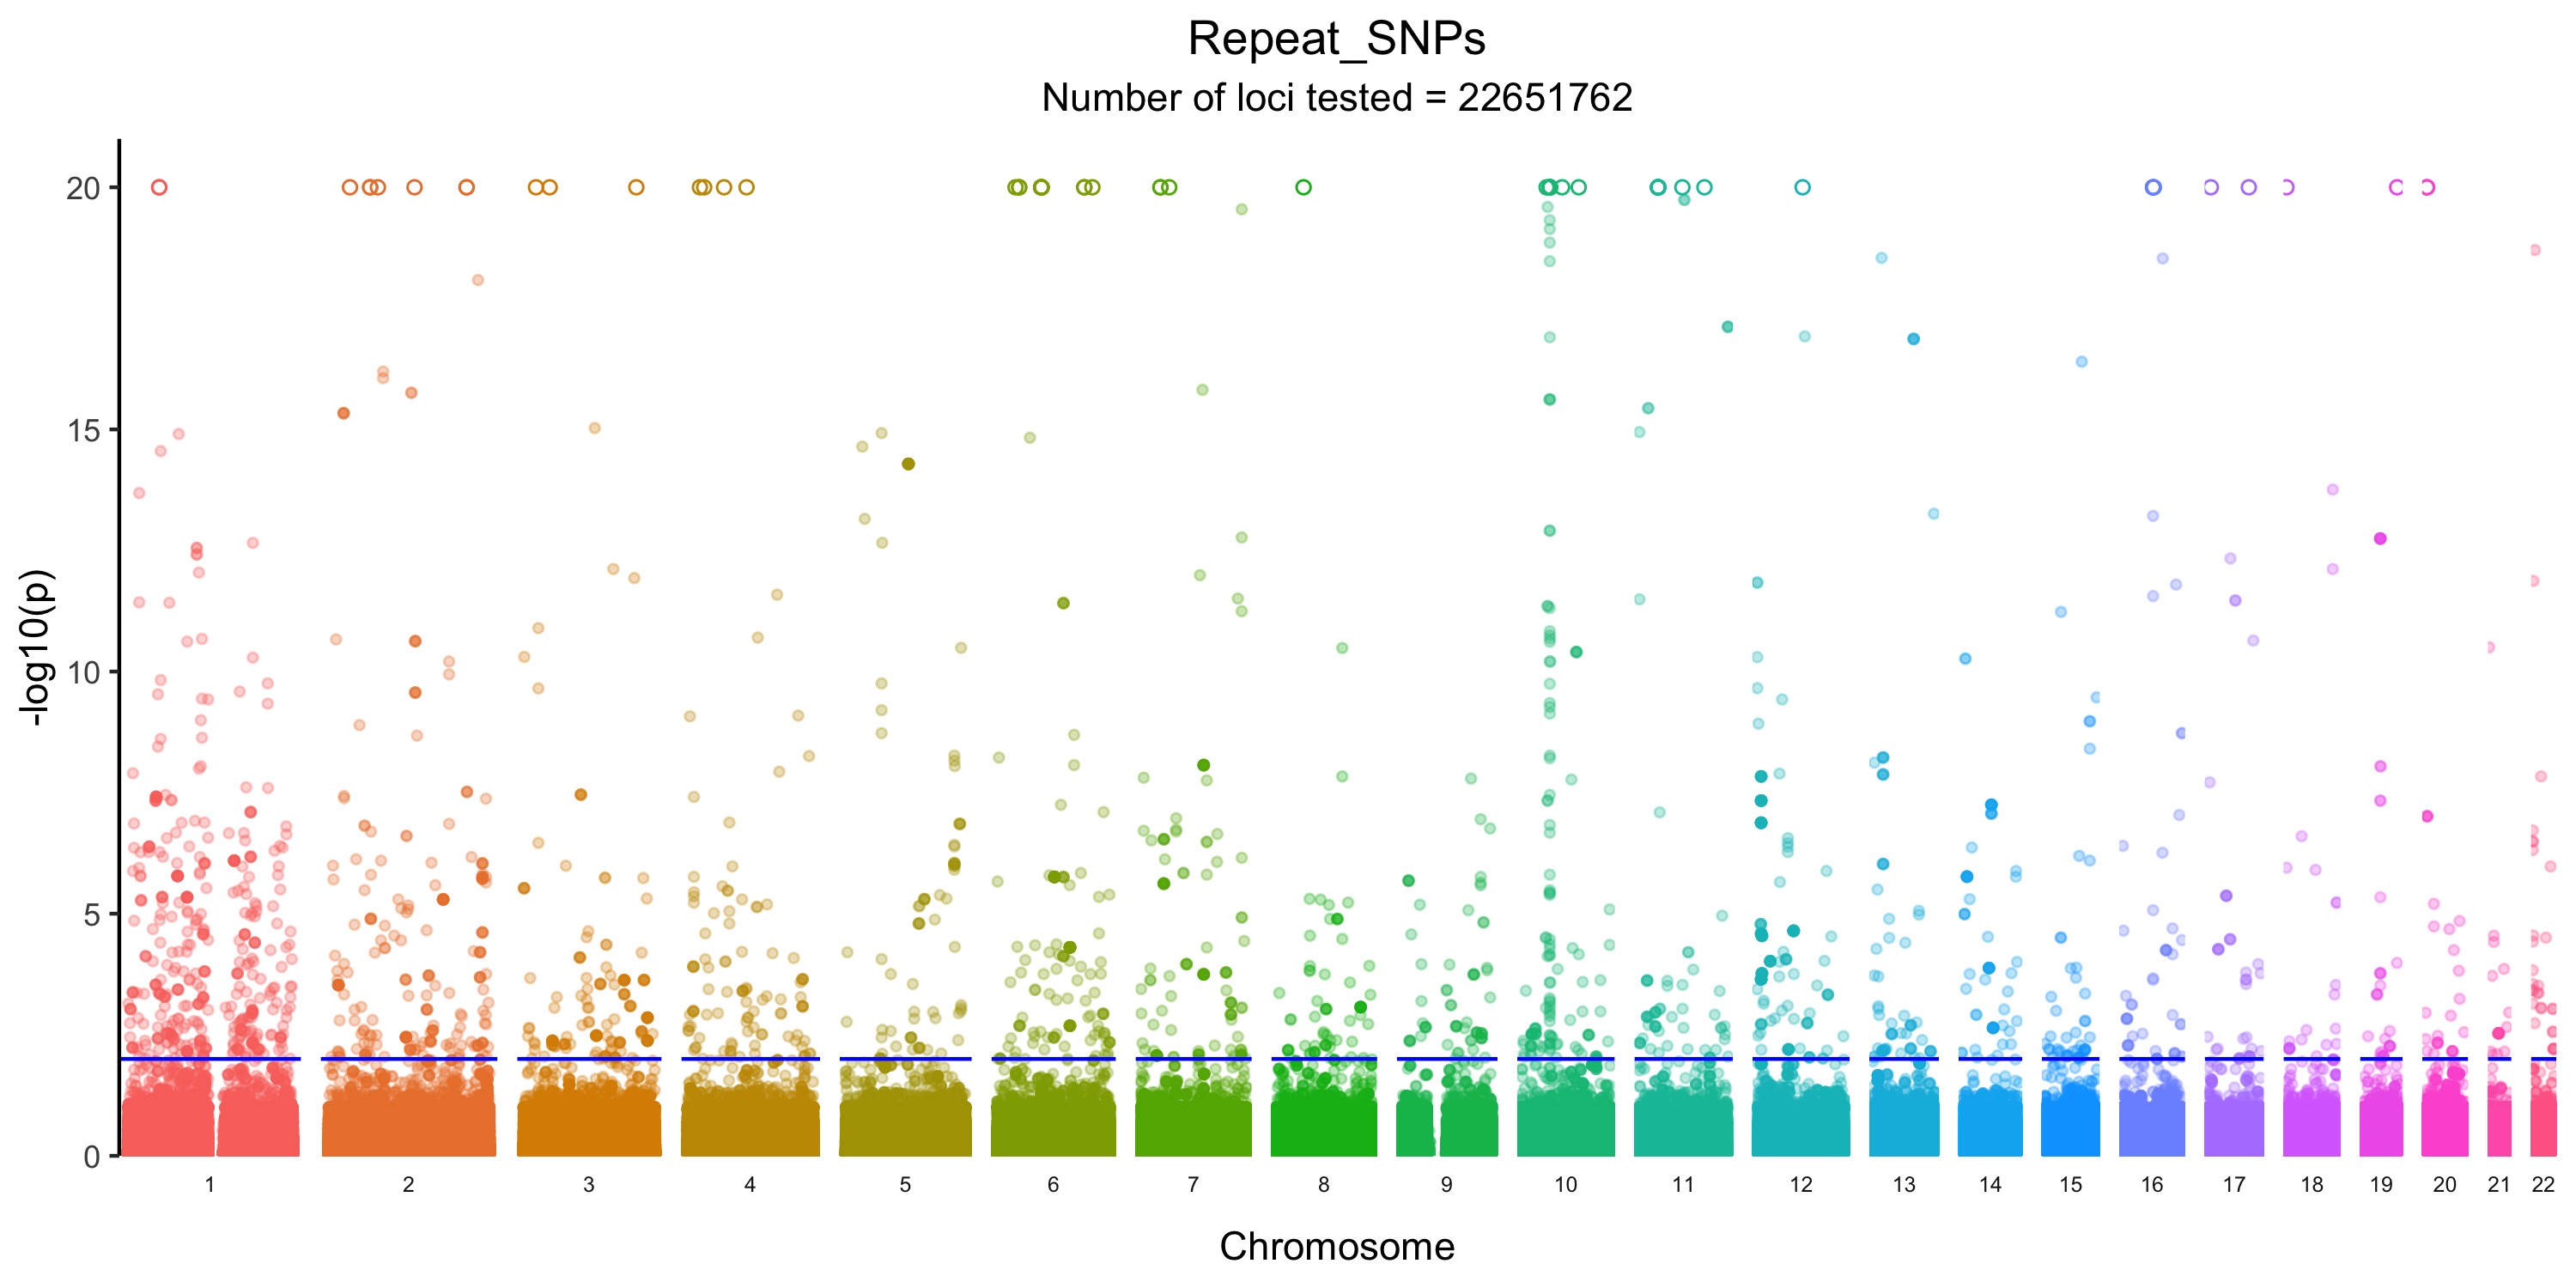 Repeat_SNPs
Number of loci tested = 22651762
20
15
10
5
0
-log10(p)
1 2 3 4 5 6 7 8 9 10 11 12 13 14 15 16 17 18 19 20 21 22
Chromosome